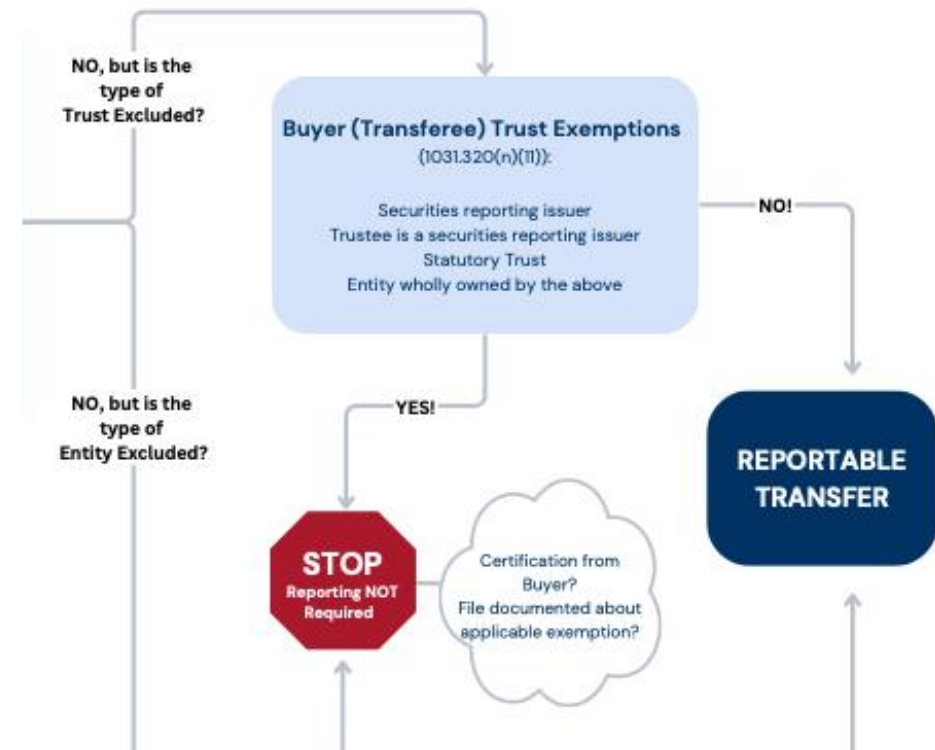 NO, but is the
type of
Trust Excluded?
Buyer (Transferee) Trust Exemptions
(1031.320(n)(11)):
Securities reporting issuer
Trustee is a securities reporting issuer
Statutory Trust
Entity wholly owned by the above
NO!
NO, but is the
type of
Entity Excluded?
YES!
REPORTABLE
TRANSFER
STOP
Reporting NOT
Required
Certification from
Buyer?
File documented about
applicable exemption?